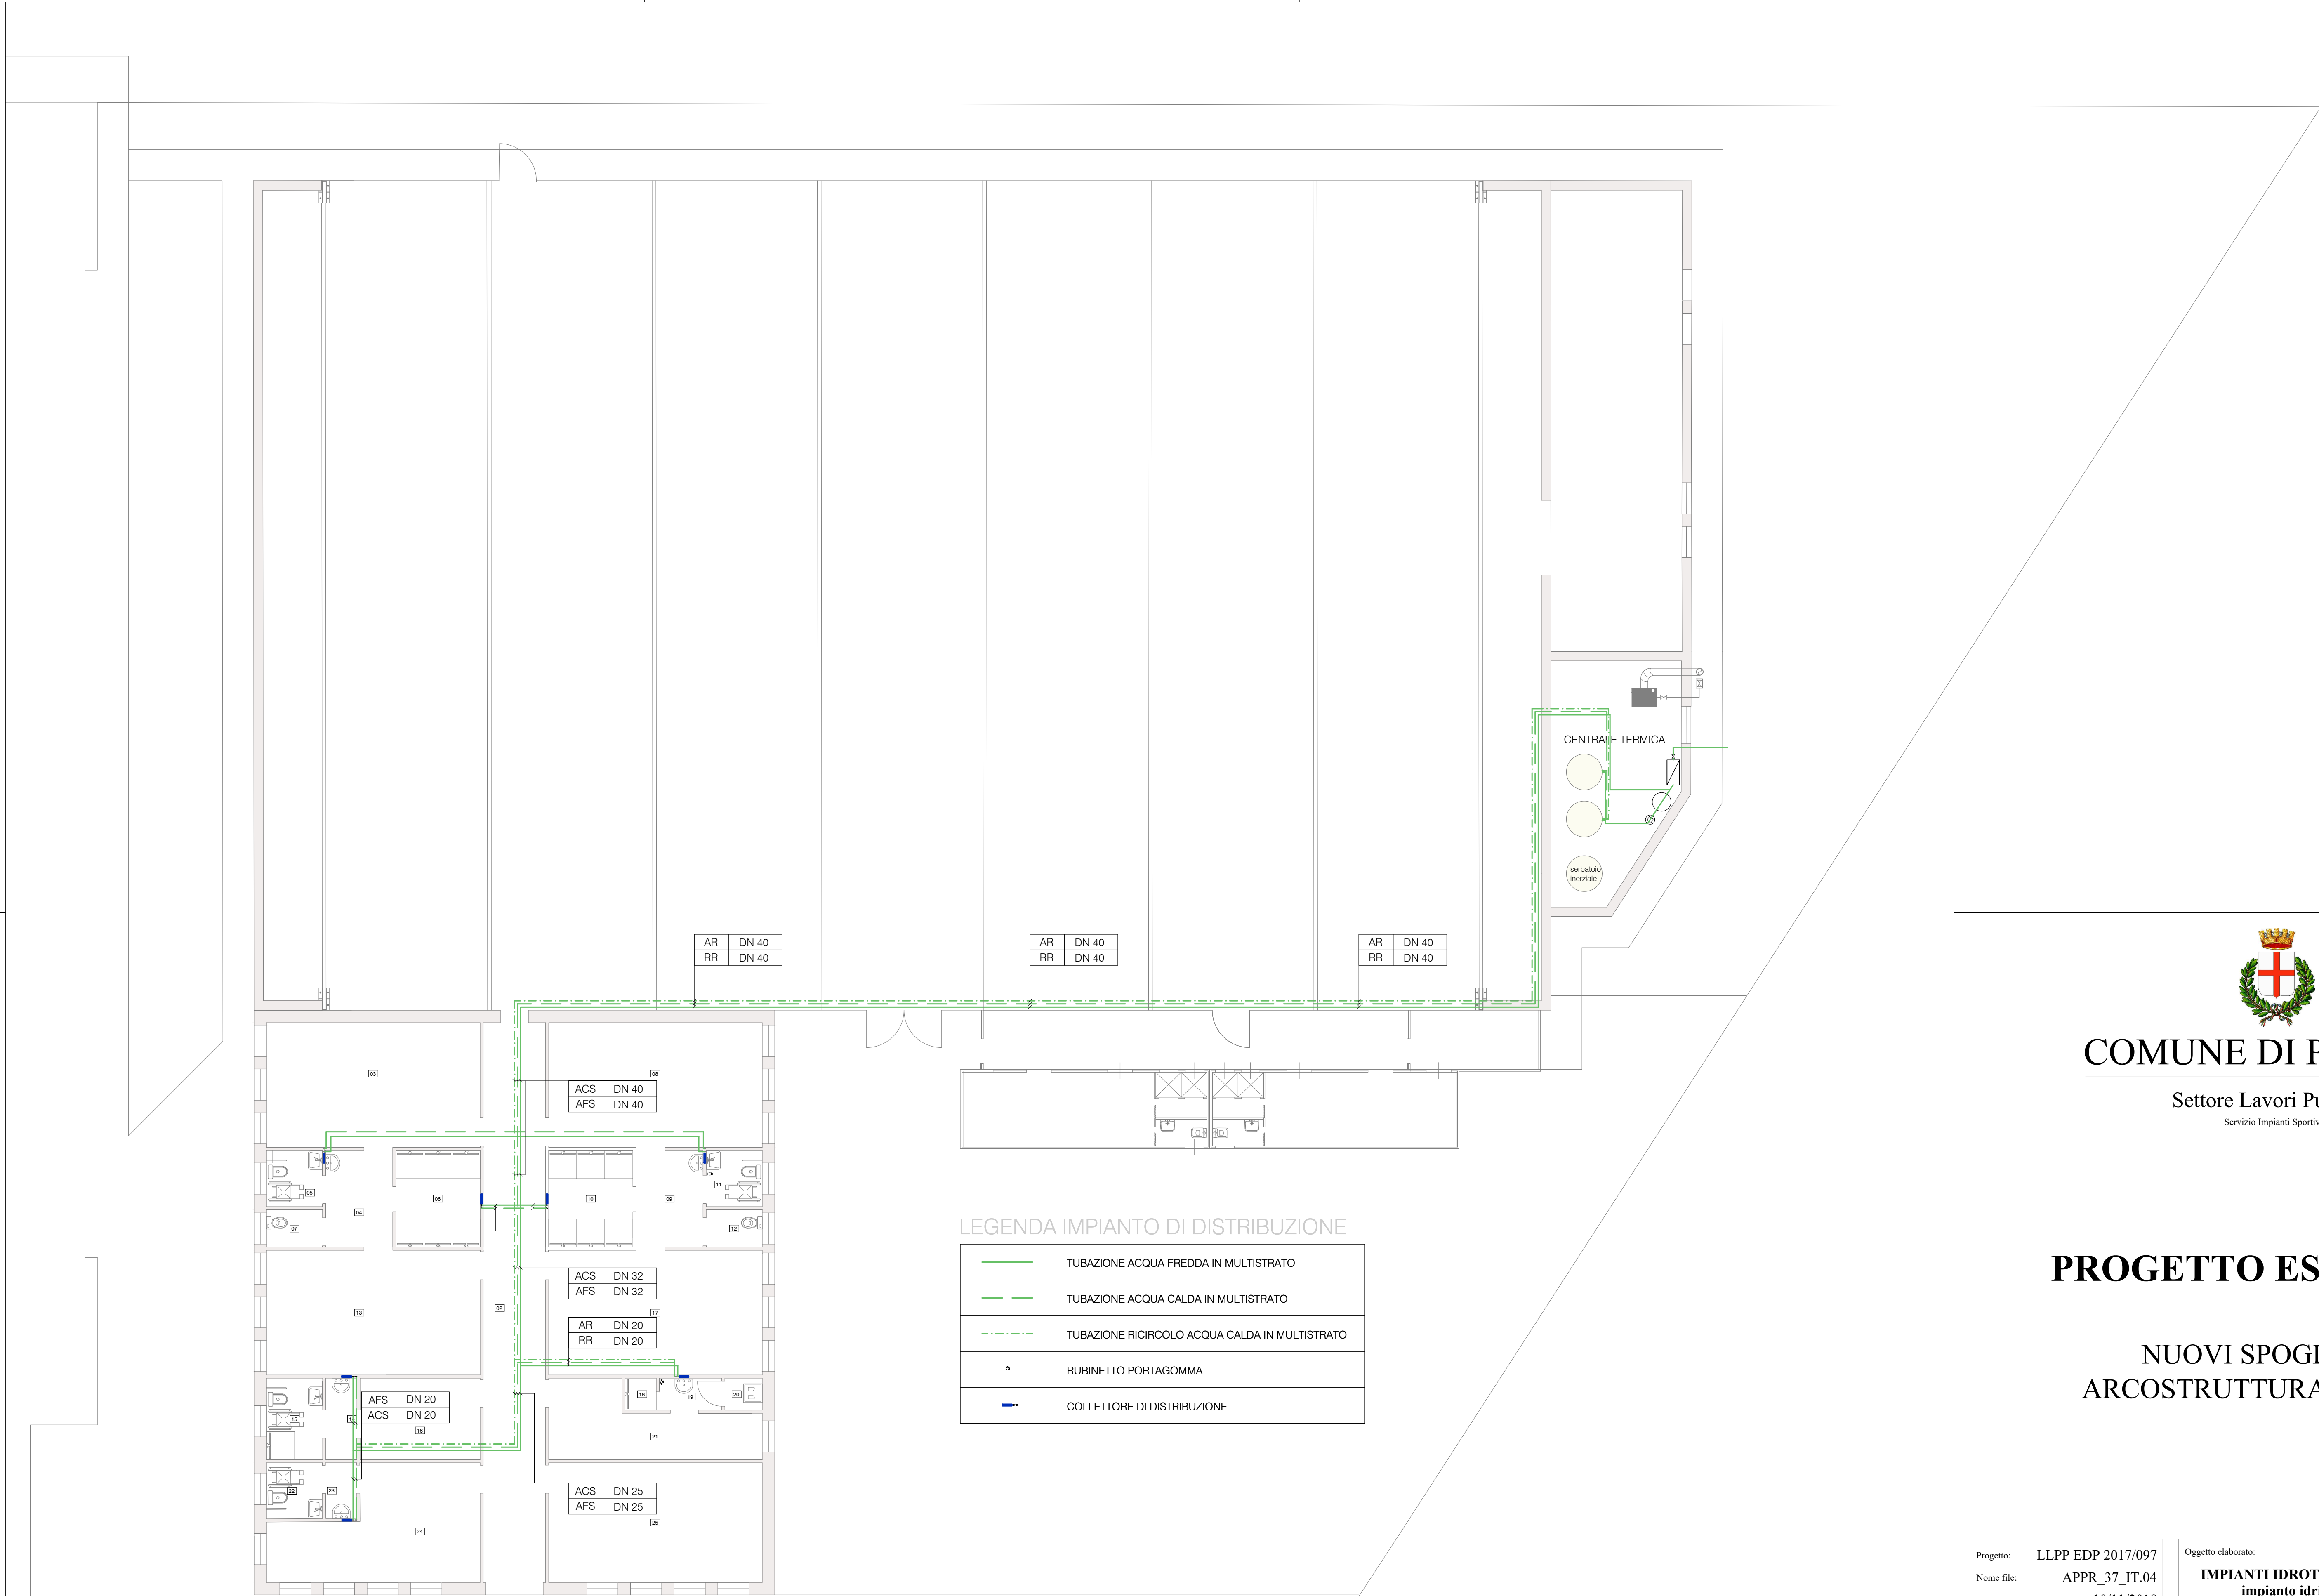 CENTRALE TERMICA
serbatoio
inerziale
AR DN 40
RR DN 40
AR DN 40
RR DN 40
AR DN 40
RR DN 40
03
08
ACS DN 40
AFS DN 40
05
06
10
09
11
04
07
12
ACS DN 32
AFS DN 32
13
02
17
AR DN 20
RR DN 20
AFS DN 20
ACS DN 20
18
19
20
15
16
21
ACS DN 25
AFS DN 25
22
23
24
25
LEGENDA IMPIANTO DI DISTRIBUZIONE
TUBAZIONE ACQUA FREDDA IN MULTISTRATO
TUBAZIONE ACQUA CALDA IN MULTISTRATO
TUBAZIONE RICIRCOLO ACQUA CALDA IN MULTISTRATO
RUBINETTO PORTAGOMMA
COLLETTORE DI DISTRIBUZIONE
COMUNE DI P
Settore Lavori Pu
Servizio Impianti Sportiv
PROGETTO ES
NUOVI SPOGL
ARCOSTRUTTURA
Progetto: LLPP EDP 2017/097
Nome file: APPR_37_IT.04
Oggetto elaborato:
IMPIANTI IDROT
impianto idr